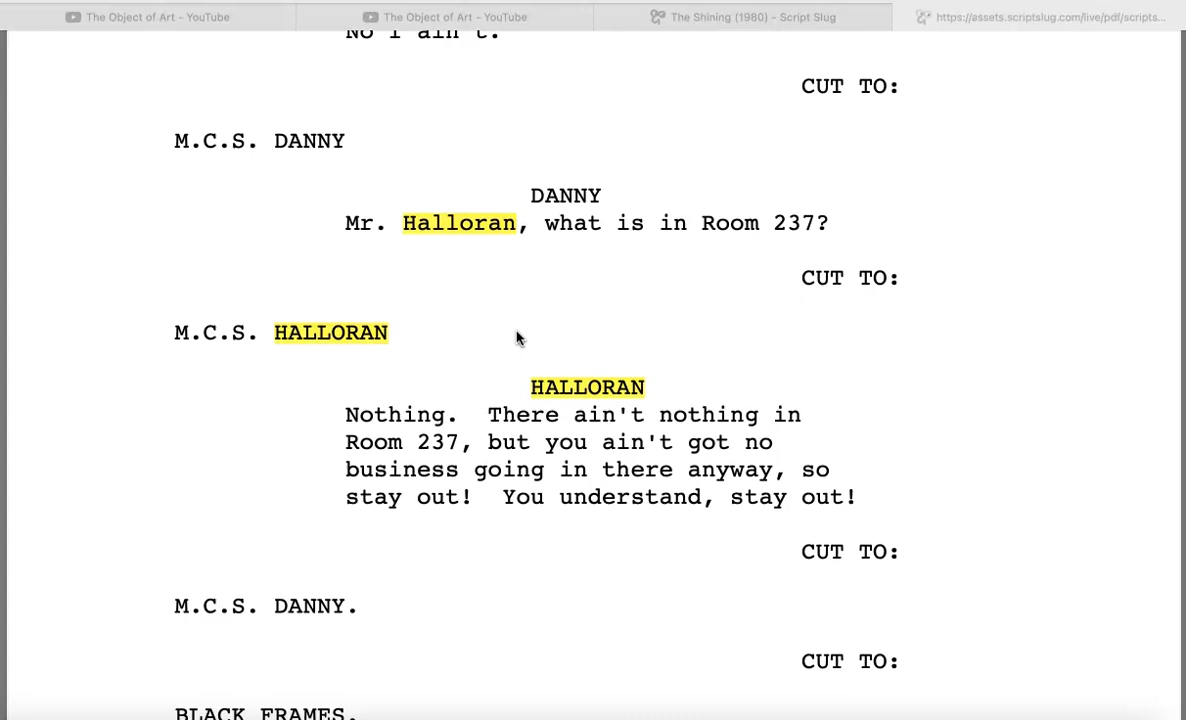 The Object of Art - YouTube
The Object of Art - YouTube
The Shining (1980) - Script Slug
https://assets.scriptslug.com/live/pdf/scripts...
No I ain't.
CUT TO:
M.C.S. DANNY
DANNY
Mr. Halloran, what is in Room 237?
CUT TO:
M.C.S. HALLORAN
HALLORAN
Nothing.  There ain't nothing in
Room 237, but you ain't got no
business going in there anyway, so
stay out!  You understand, stay out!
CUT TO:
M.C.S. DANNY.
CUT TO:
BLACK FRAMES.